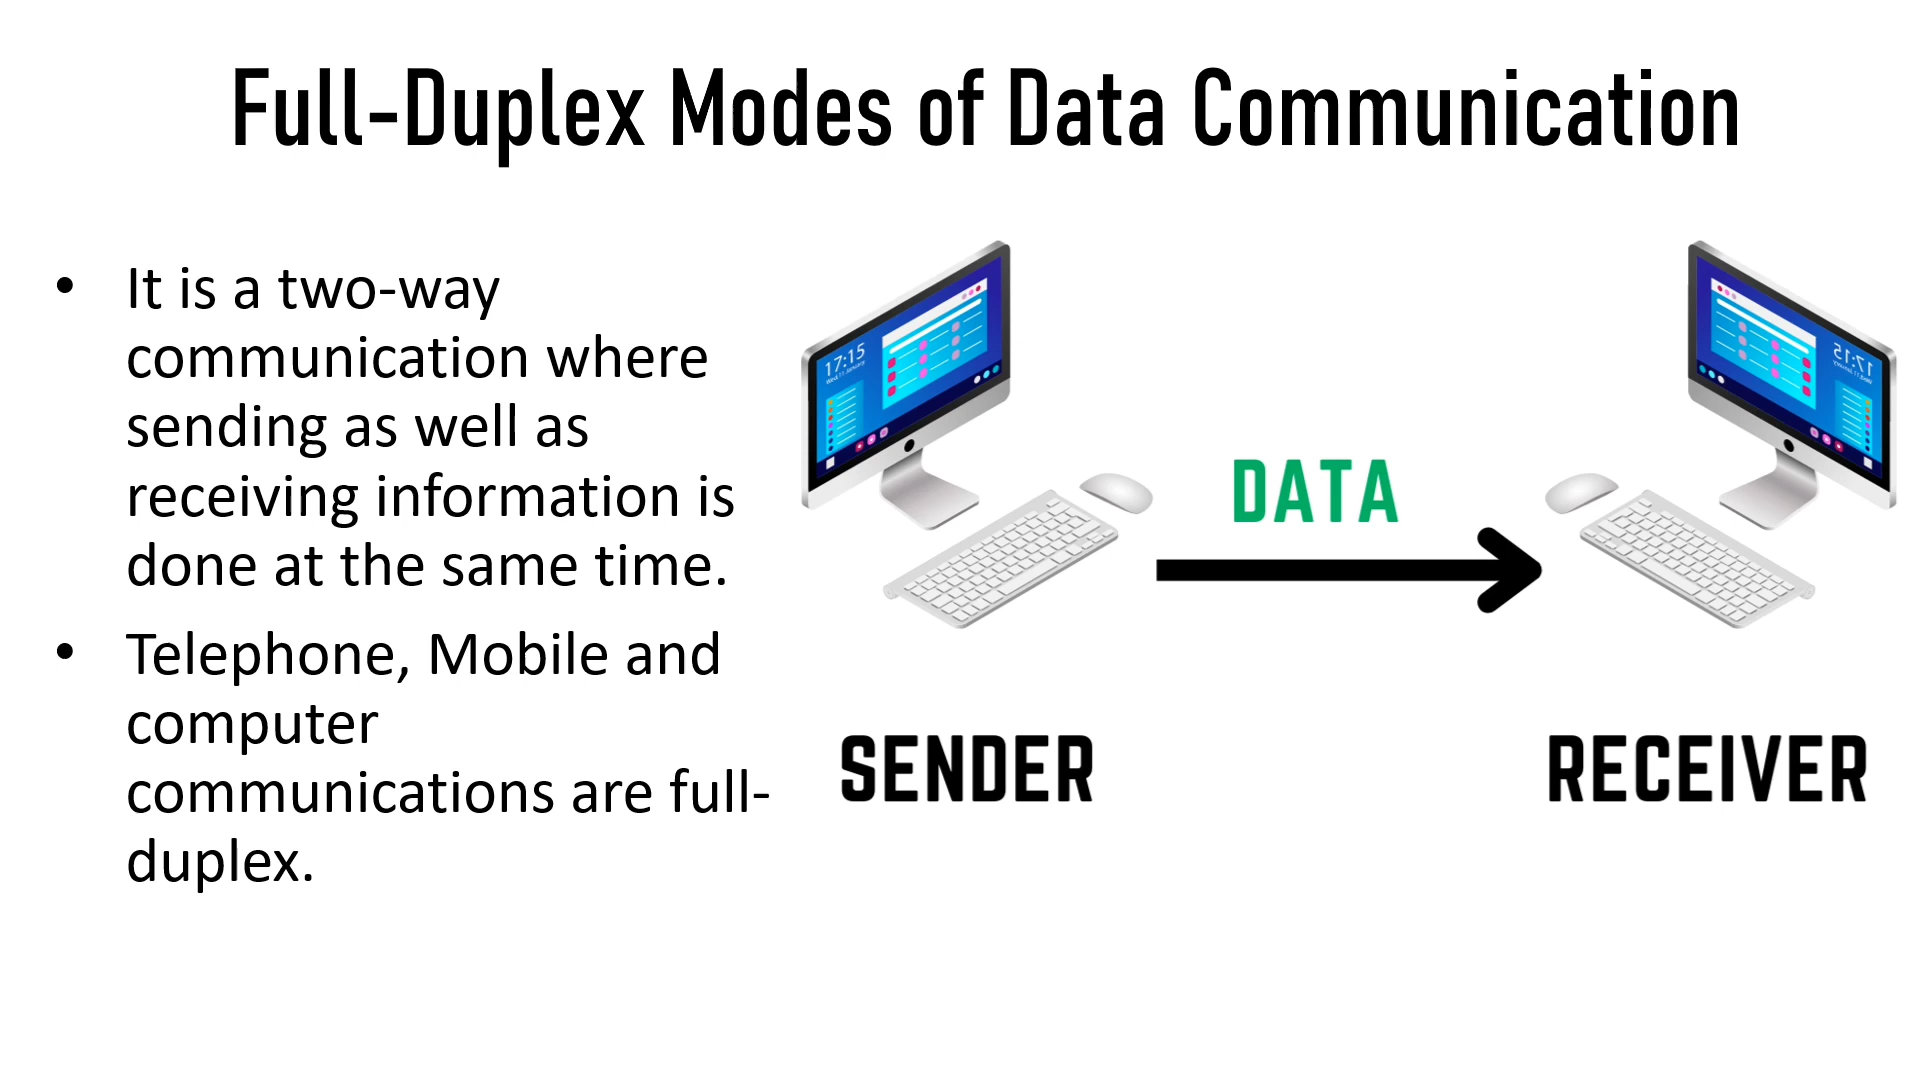 Full-Duplex Modes of Data Communication
• It is a two-way
communication where
sending as well as
receiving information is
done at the same time.
• Telephone, Mobile and
computer
communications are full-
duplex.
17:15
DATA
17:15
SENDER
RECEIVER